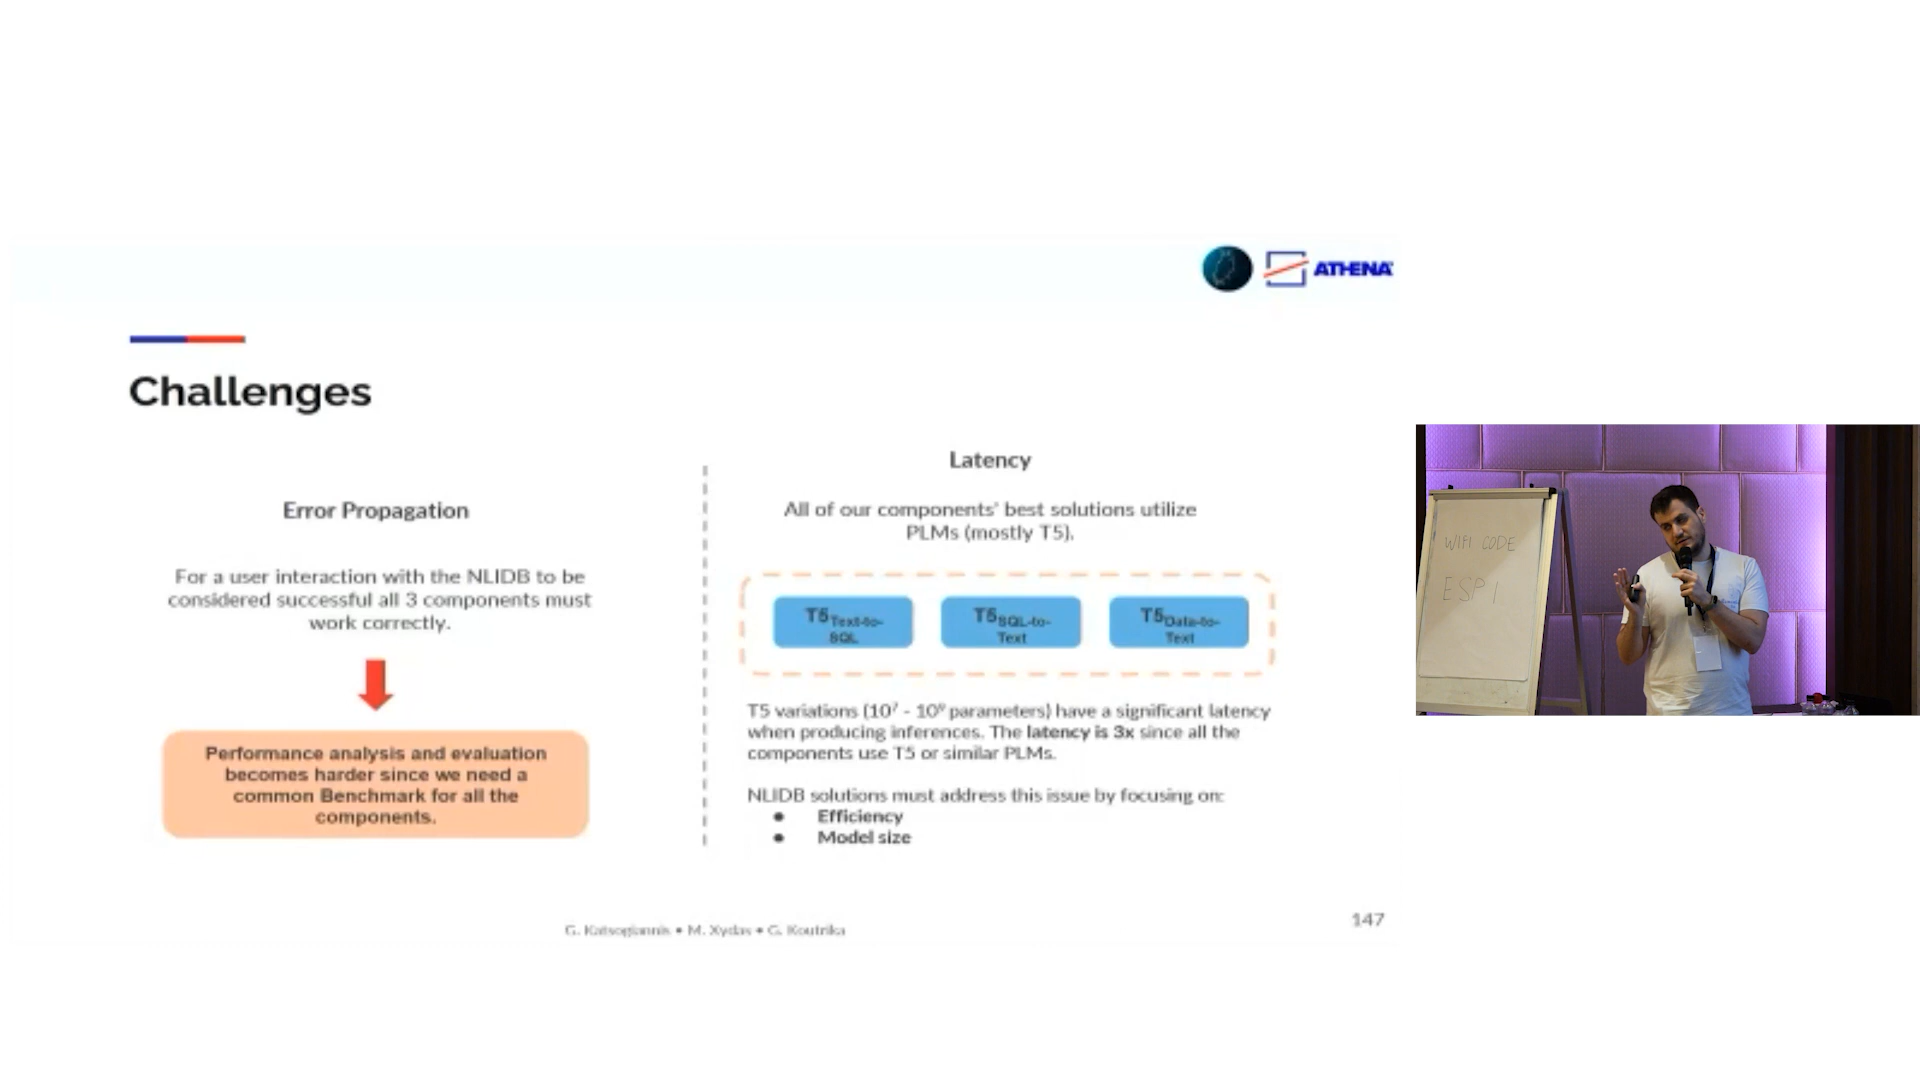 ATHENA
Challenges
Error Propagation
For a user interaction with the NLIDB to be
considered successful all 3 components must
work correctly.
Performance analysis and evaluation
becomes harder since we need a
common Benchmark for all the
components.
Latency
All of our components' best solutions utilize
PLMs (mostly T5).
T5Text-to-
SQL
T5SQL-to-
Text
T5Data-to-
Text
T5 variations (10⁷ - 10⁹ parameters) have a significant latency
when producing inferences. The latency is 3x since all the
components use T5 or similar PLMs.
NLIDB solutions must address this issue by focusing on:
● Efficiency
● Model size
G. Katsogiannis • M. Xydas • G. Koutrika
147
WIFI CODE
ESP1